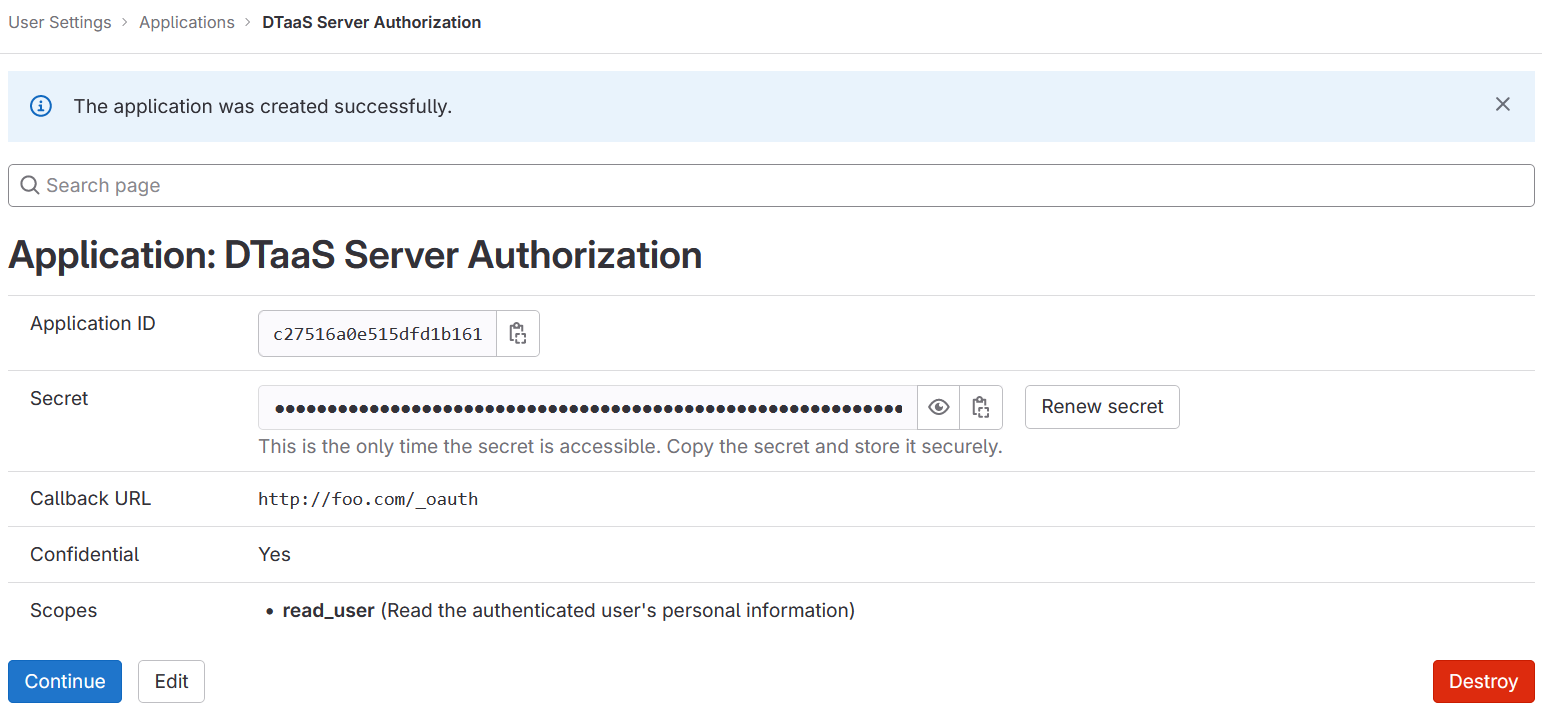 User Settings > Applications > DTaaS Server Authorization
The application was created successfully.
Search page
Application: DTaaS Server Authorization
Application ID c27516a0e515dfd1b161
Secret ●●●●●●●●●●●●●●●●●●●●●●●●●●●●●●●●●●●●●●●●●●●●●●●● Renew secret
This is the only time the secret is accessible. Copy the secret and store it securely.
Callback URL http://foo.com/_oauth
Confidential Yes
Scopes • read_user (Read the authenticated user's personal information)
Continue Edit Destroy